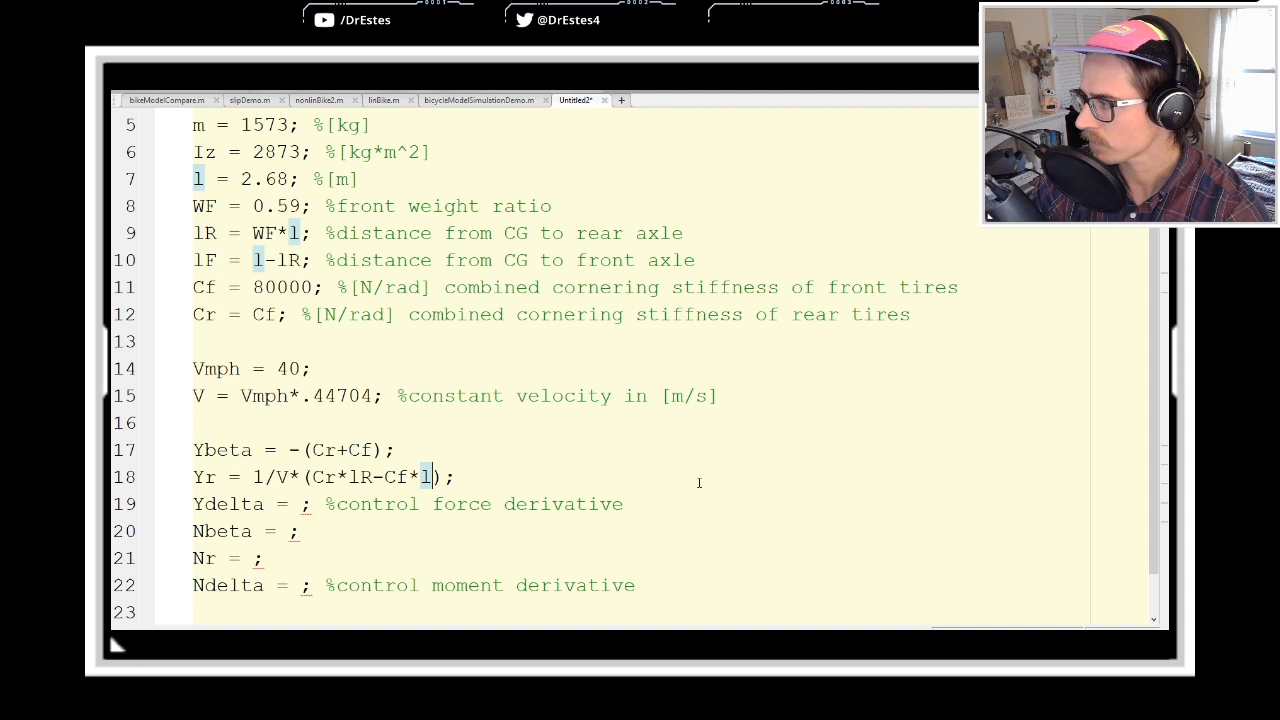 0001
0002
0003
/DrEstes
@DrEstes4
bikeModelCompare.m × slipDemo.m × nonlinBike2.m × linBike.m × bicycleModelSimulationDemo.m × Untitled2* × +
5 m = 1573; %[kg]
6 Iz = 2873; %[kg*m^2]
7 l = 2.68; %[m]
8 WF = 0.59; %front weight ratio
9 lR = WF*l; %distance from CG to rear axle
10 lF = l-lR; %distance from CG to front axle
11 Cf = 80000; %[N/rad] combined cornering stiffness of front tires
12 Cr = Cf; %[N/rad] combined cornering stiffness of rear tires
13
14 Vmph = 40;
15 V = Vmph*.44704; %constant velocity in [m/s]
16
17 Ybeta = -(Cr+Cf);
18 Yr = 1/V*(Cr*lR-Cf*l);
19 Ydelta = ; %control force derivative
20 Nbeta = ;
21 Nr = ;
22 Ndelta = ; %control moment derivative
23